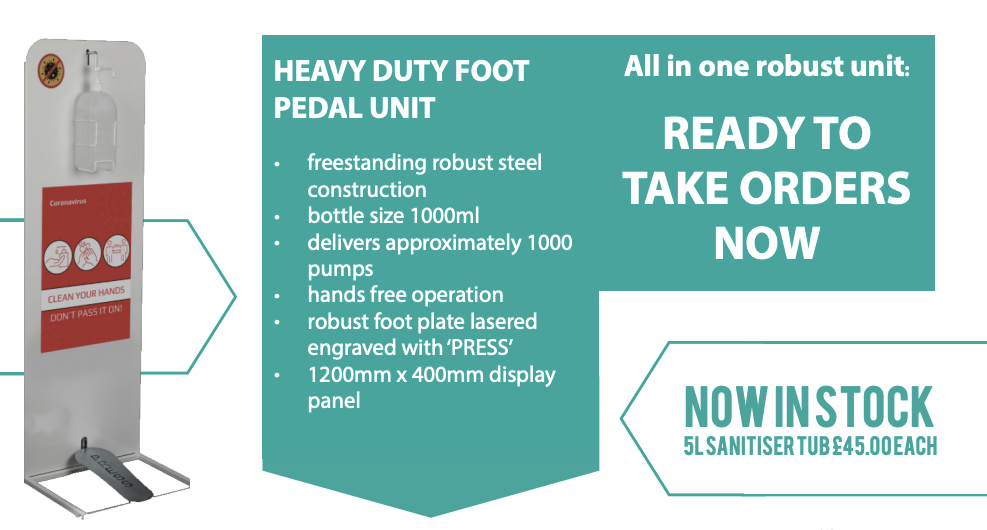 Coronavirus
CLEAN YOUR HANDS
DON'T PASS IT ON!
PRESS
HEAVY DUTY FOOT
PEDAL UNIT
• freestanding robust steel
construction
• bottle size 1000ml
• delivers approximately 1000
pumps
• hands free operation
• robust foot plate lasered
engraved with ‘PRESS’
• 1200mm x 400mm display
panel
All in one robust unit:
READY TO
TAKE ORDERS
NOW
NOW IN STOCK
5L SANITISER TUB £45.00 EACH